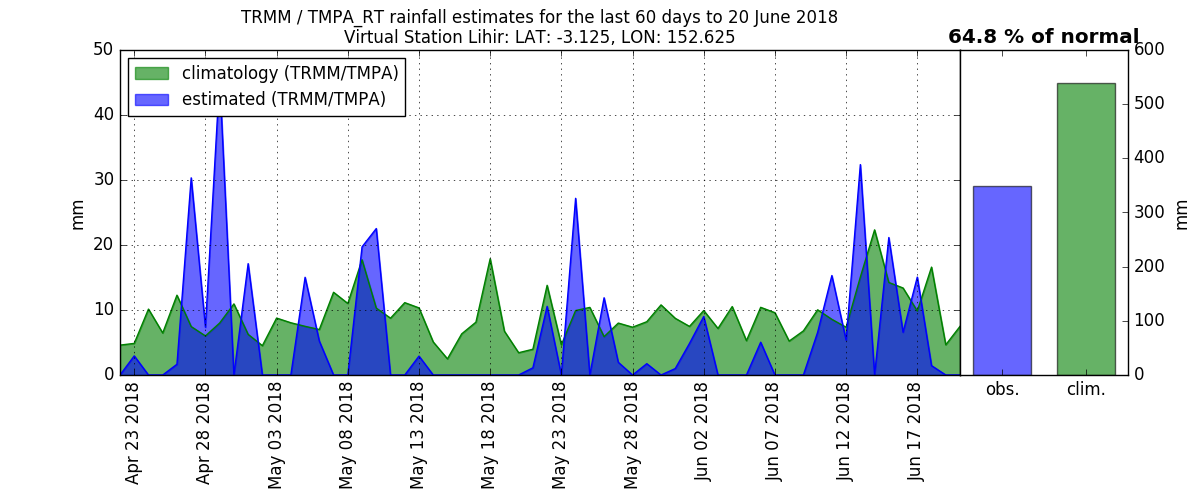 TRMM / TMPA_RT rainfall estimates for the last 60 days to 20 June 2018
Virtual Station Lihir: LAT: -3.125, LON: 152.625
64.8 % of normal
climatology (TRMM/TMPA)
estimated (TRMM/TMPA)
50
40
30
20
10
0
mm
Apr 23 2018
Apr 28 2018
May 03 2018
May 08 2018
May 13 2018
May 18 2018
May 23 2018
May 28 2018
Jun 02 2018
Jun 07 2018
Jun 12 2018
Jun 17 2018
obs.
clim.
600
500
400
300
200
100
0
mm